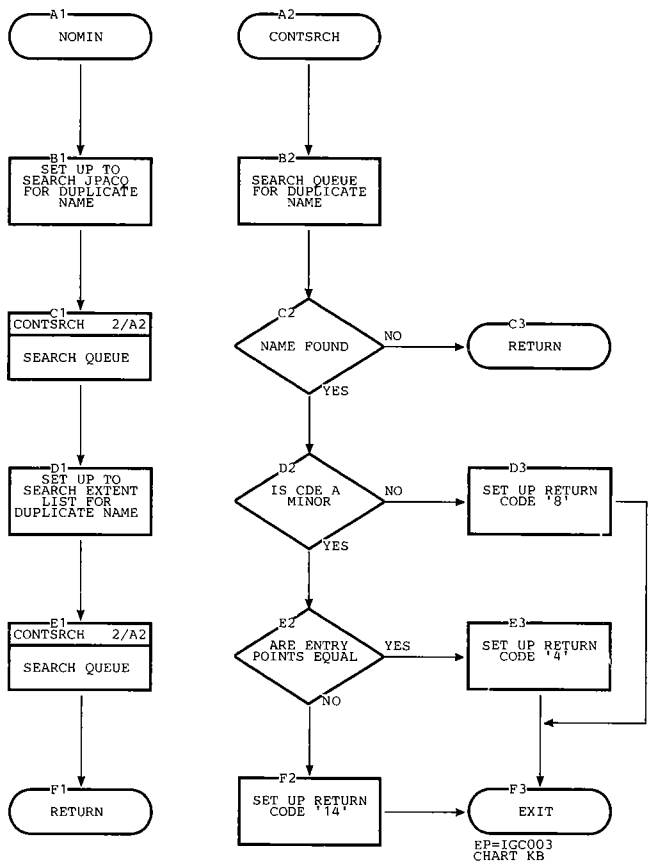 A1
NOMIN
B1
SET UP TO
SEARCH JPACQ
FOR DUPLICATE
NAME
C1
CONTSRCH 2/A2
SEARCH QUEUE
D1
SET UP TO
SEARCH EXTENT
LIST FOR
DUPLICATE NAME
E1
CONTSRCH 2/A2
SEARCH QUEUE
F1
RETURN
A2
CONTSRCH
B2
SEARCH QUEUE
FOR DUPLICATE
NAME
C2
NAME FOUND
NO
YES
C3
RETURN
D2
IS CDE A
MINOR
NO
YES
D3
SET UP RETURN
CODE '8'
E2
ARE ENTRY
POINTS EQUAL
YES
NO
E3
SET UP RETURN
CODE '4'
F2
SET UP RETURN
CODE '14'
F3
EXIT
EP=IGC003
CHART KB